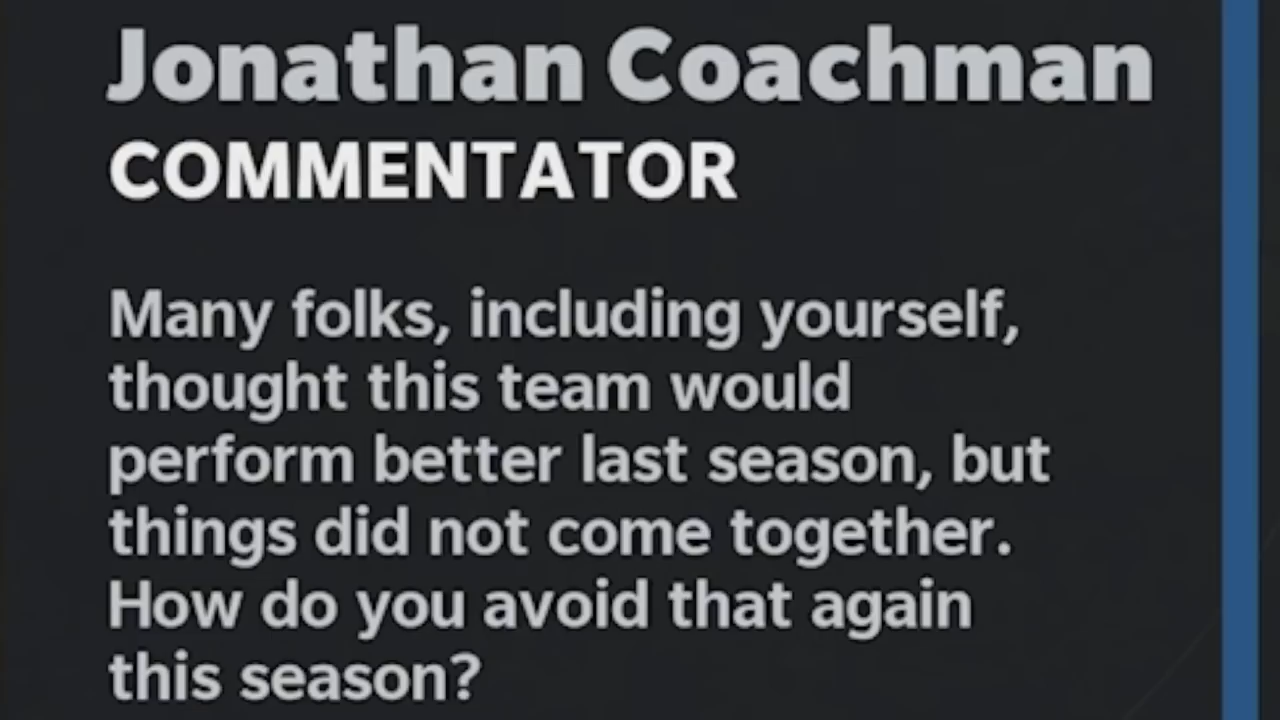 Jonathan Coachman
COMMENTATOR
Many folks, including yourself,
thought this team would
perform better last season, but
things did not come together.
How do you avoid that again
this season?